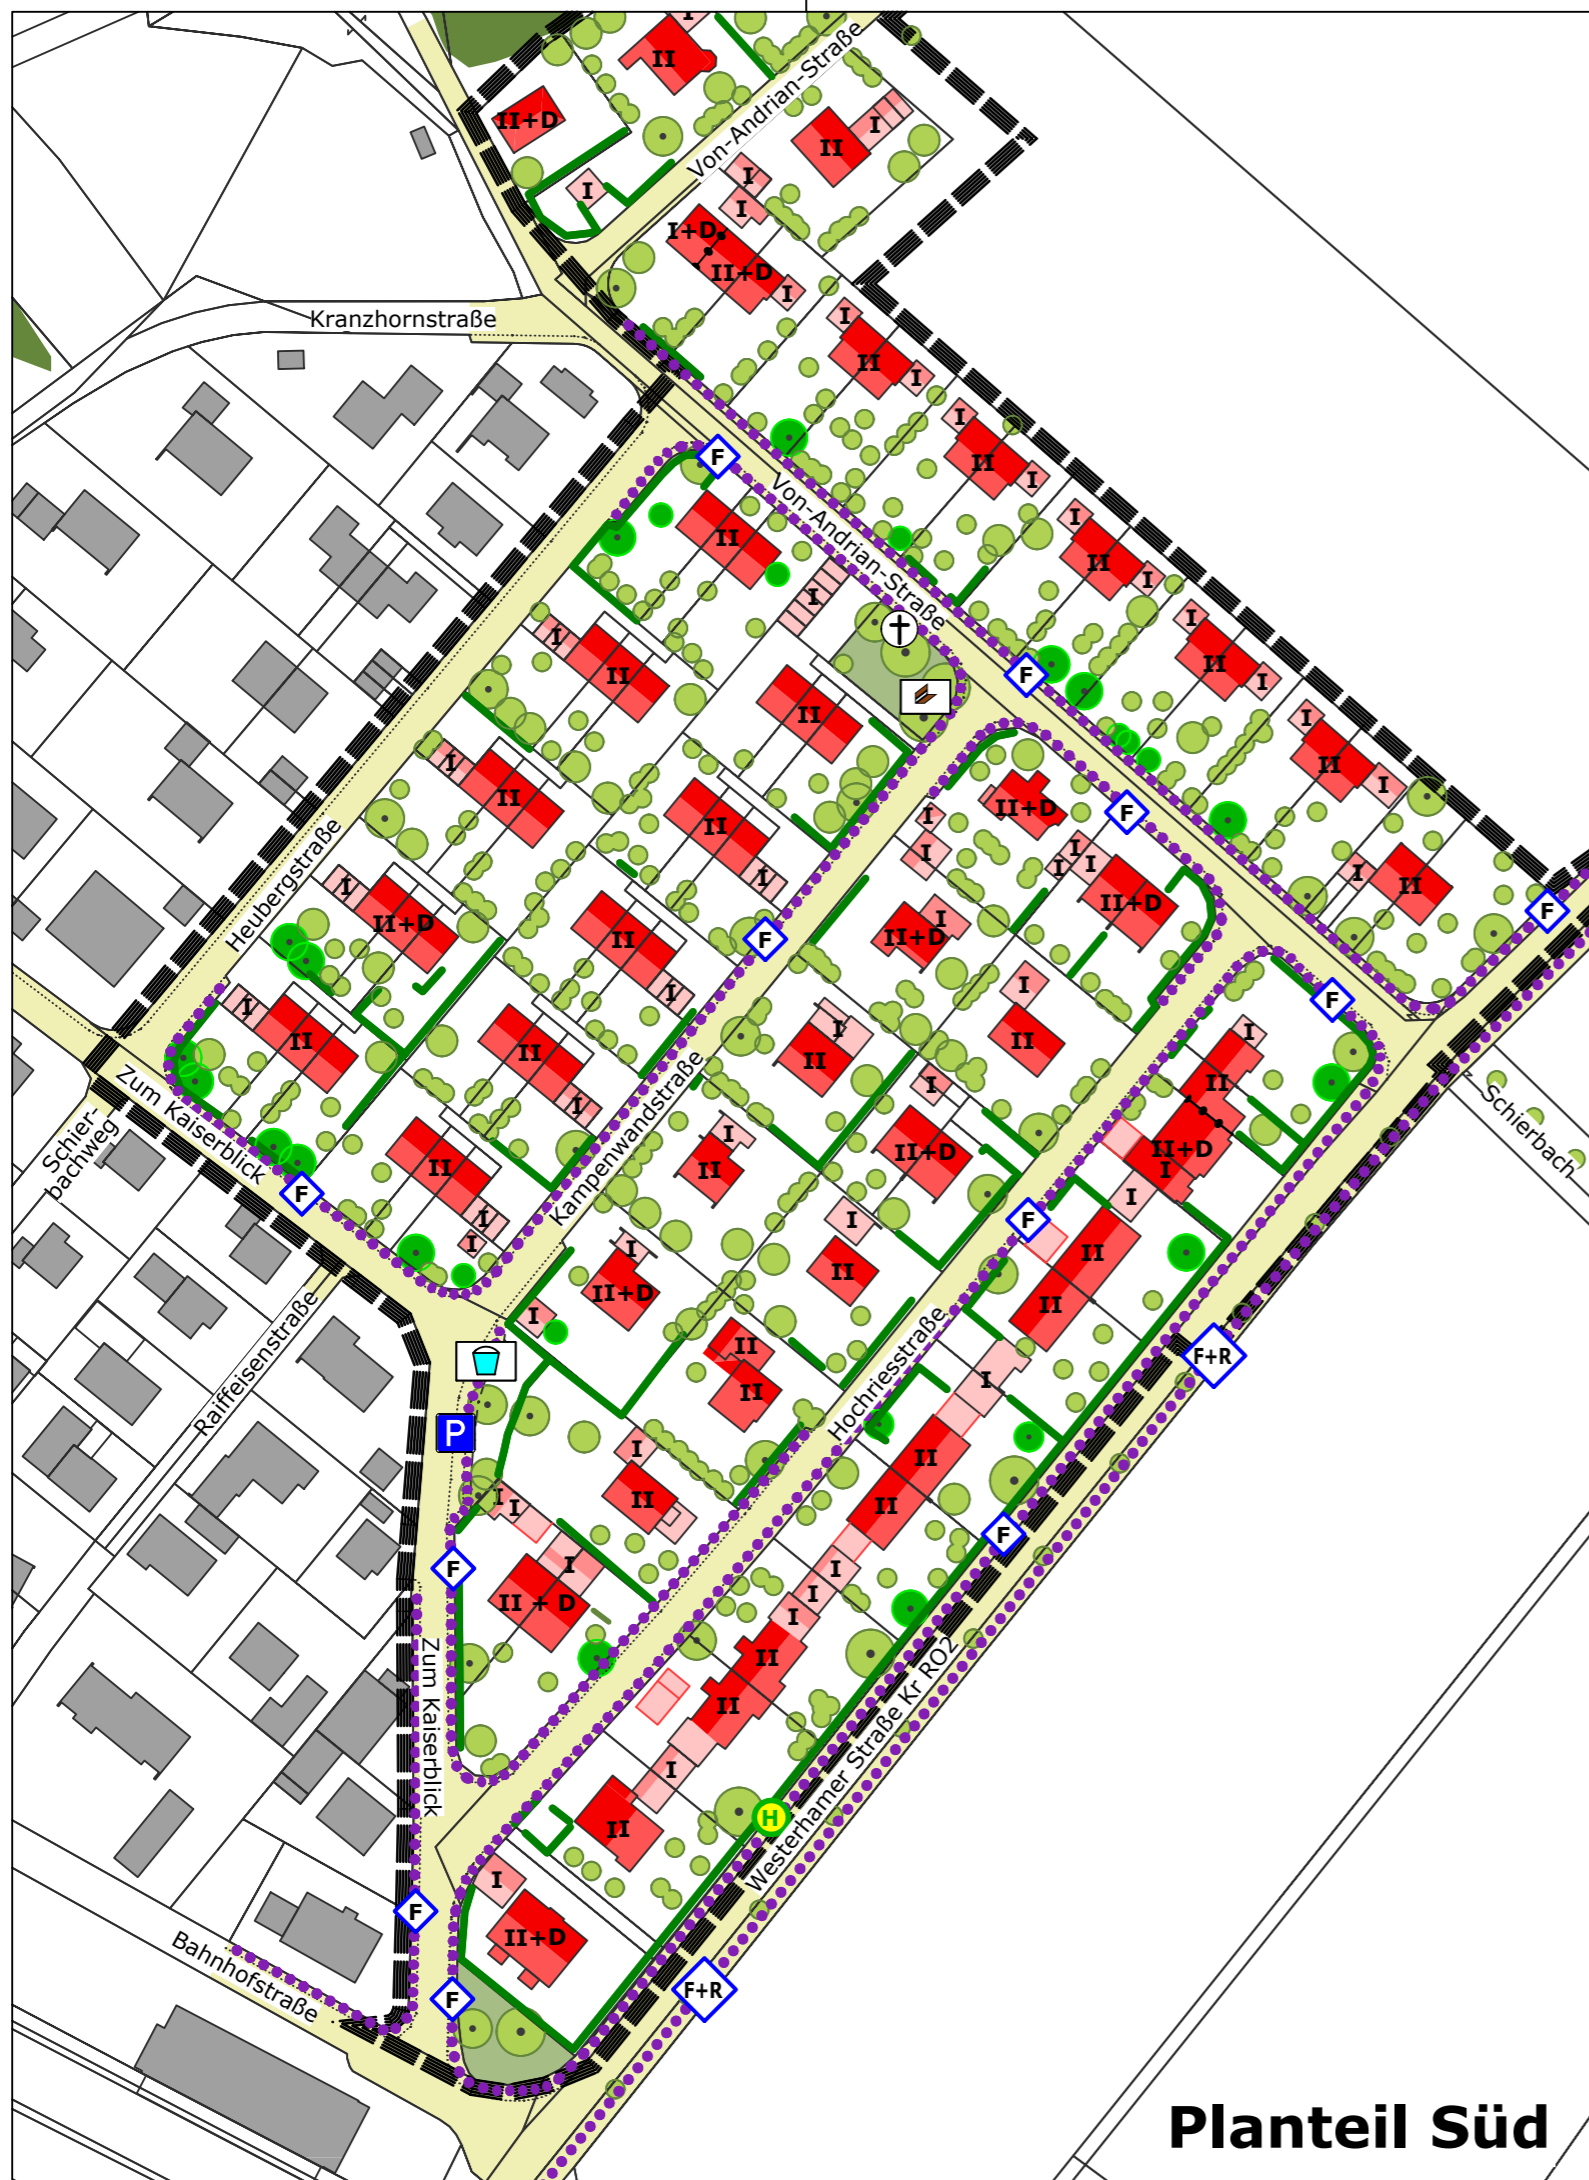 II
I
II+D
Von-Andrian-Straße
I
II
I
I
I
I+D
II+D
I
I
Kranzhornstraße
II
I
I
F
II
I
Von-Andrian-Straße
I
II
II
I
I
I
I
II
II
F
I
I
II
I
II
I
II
II+D
I
II
F
I
II
I
I
I
Heubergstraße
I
II+D
I
I
II+D
I
II
II
I
II+D
F
F
I
I
F
II
I
II
I
II
II
I
II
I
Zum Kaiserblick
Schier-
bachweg
Kampenwandstraße
I
I
II
II+D
II+D
I
I
Schierbach
F
II
I
I
I
I
F
II
II
I
II+D
II
I
II
F+R
Raiffeisenstraße
II
II
I
Hochriesstraße
P
I
II
I
I
II
II
F
F
I
I
II + D
I
I
II
Zum Kaiserblick
II
I
Westerhamer Straße Kr RO2
H
II
I
F
II+D
Bahnhofstraße
F
F+R
Planteil Süd